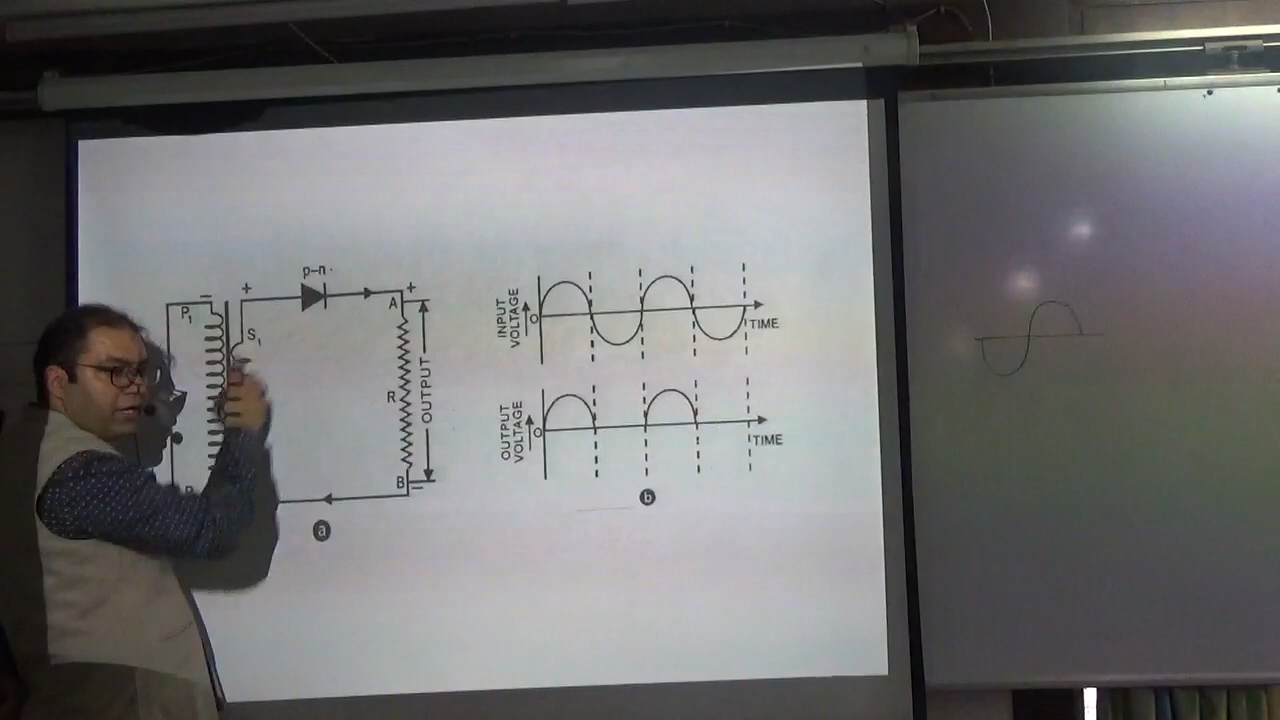 p-n
P₁
−
+
S₁
A
+
R
OUTPUT
B
−
a
INPUT
VOLTAGE
O
TIME
OUTPUT
VOLTAGE
O
TIME
b